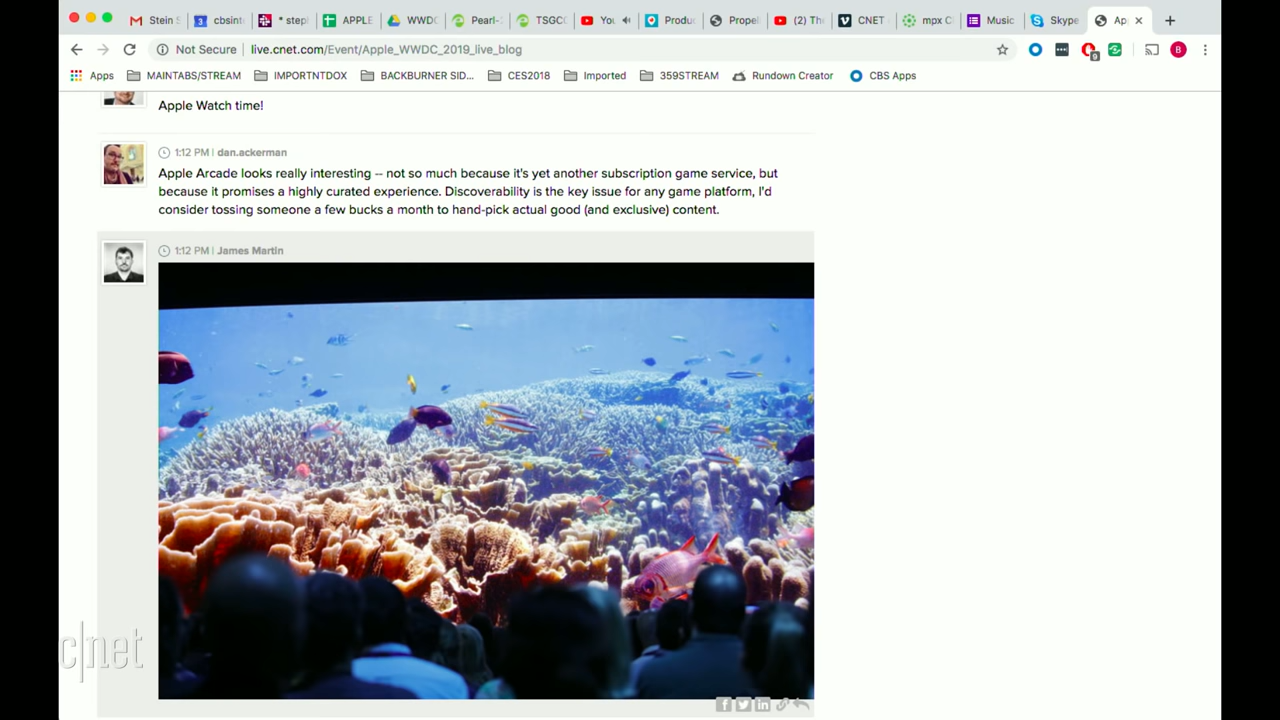 Stein S
cbsint
* step
APPLE
WWDC
Pearl-
TSGCC
You
Produ
Prope
(2) Th
CNET
mpx C
Music
Skype
Ap
Not Secure | live.cnet.com/Event/Apple_WWDC_2019_live_blog
9
B
Apps MAINTABS/STREAM IMPORTNTDOX BACKBURNER SID... CES2018 Imported 359STREAM Rundown Creator CBS Apps
Apple Watch time!
1:12 PM | dan.ackerman
Apple Arcade looks really interesting -- not so much because it's yet another subscription game service, but
because it promises a highly curated experience. Discoverability is the key issue for any game platform, I'd
consider tossing someone a few bucks a month to hand-pick actual good (and exclusive) content.
1:12 PM | James Martin
c|net